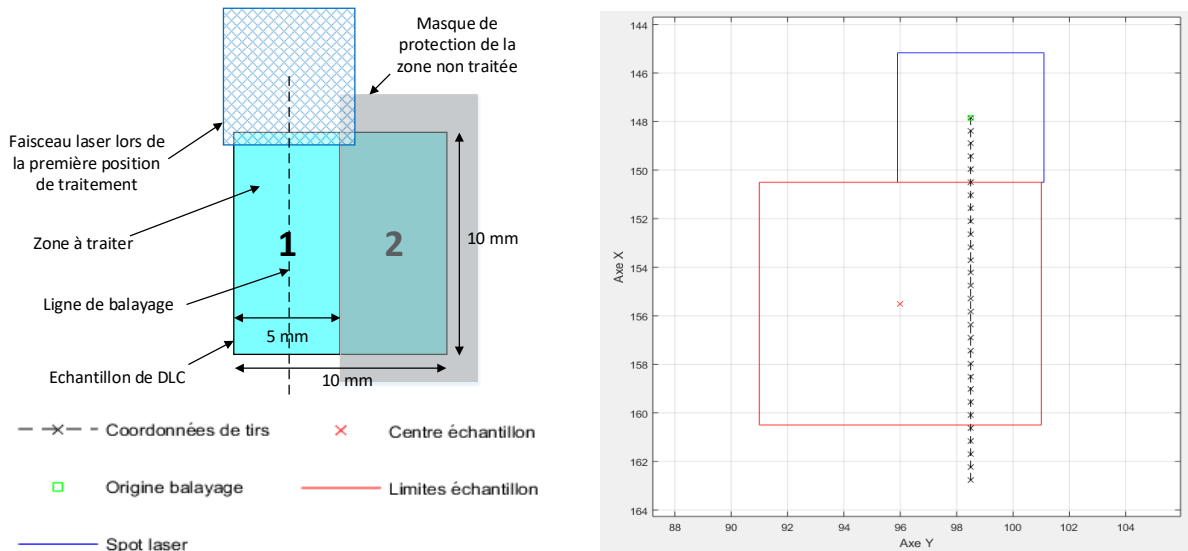 Masque de
protection de la
zone non traitée
Faisceau laser lors de
la première position
de traitement
Zone à traiter
1
2
10 mm
Ligne de balayage
5 mm
Echantillon de DLC
10 mm
Coordonnées de tirs
Centre échantillon
Origine balayage
Limites échantillon
Spot laser
144
146
148
150
152
154
156
158
160
162
164
Axe X
88
90
92
94
96
98
100
102
104
Axe Y